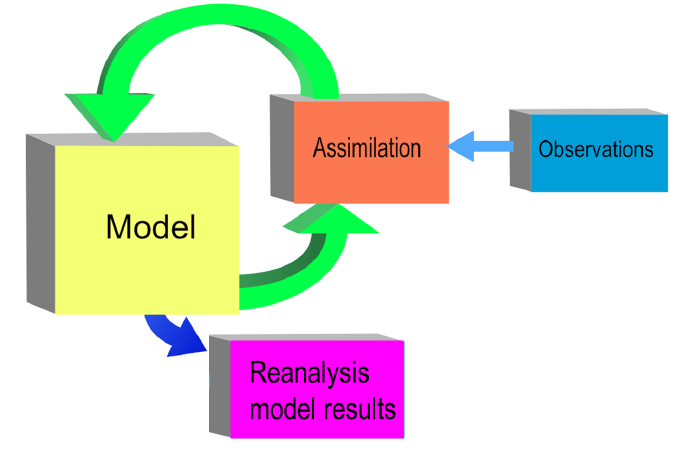 Assimilation
Observations
Model
Reanalysis
model results